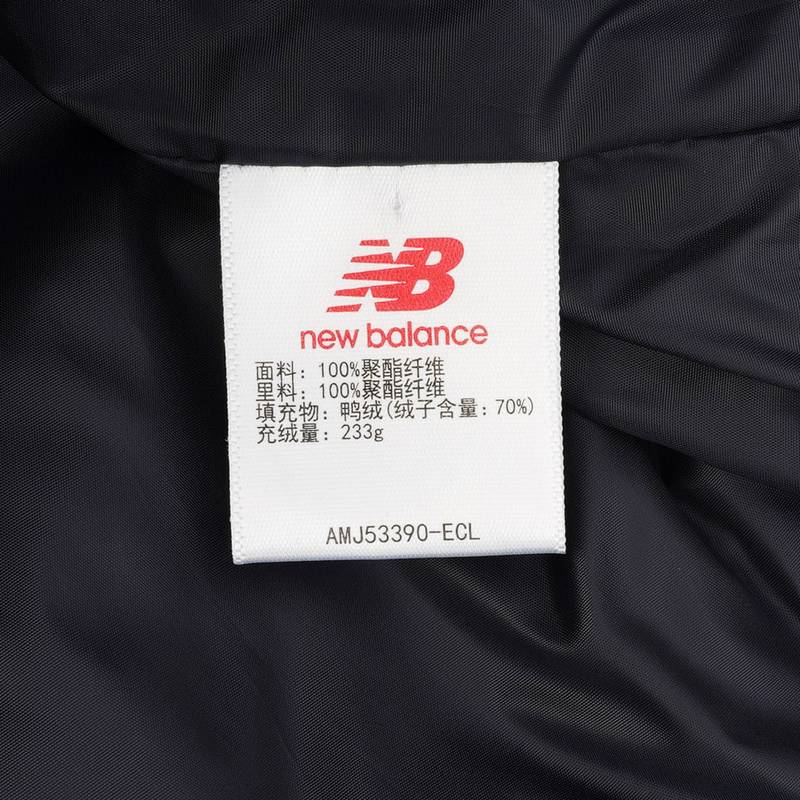 NB
new balance
面料：100%聚酯纤维
里料：100%聚酯纤维
填充物：鸭绒(绒子含量：70%)
充绒量：233g
AMJ53390-ECL